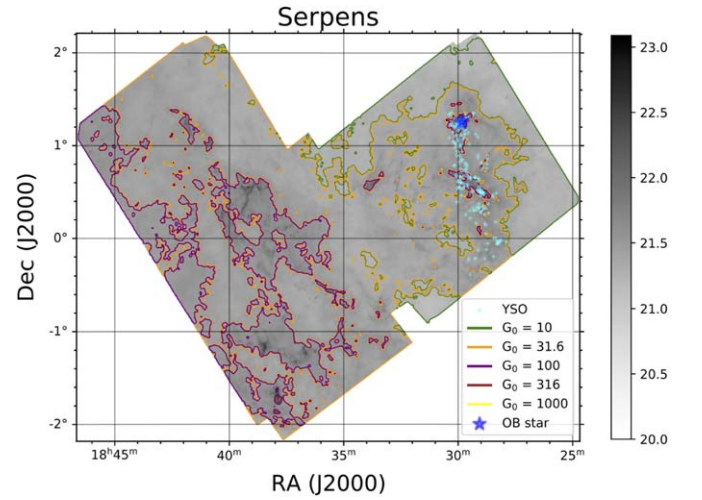 Serpens
23.0
22.5
22.0
21.5
21.0
20.5
20.0
2°
1°
0°
-1°
-2°
Dec (J2000)
YSO
G₀ = 10
G₀ = 31.6
G₀ = 100
G₀ = 316
G₀ = 1000
OB star
18ʰ45ᵐ
40ᵐ
35ᵐ
30ᵐ
25ᵐ
RA (J2000)